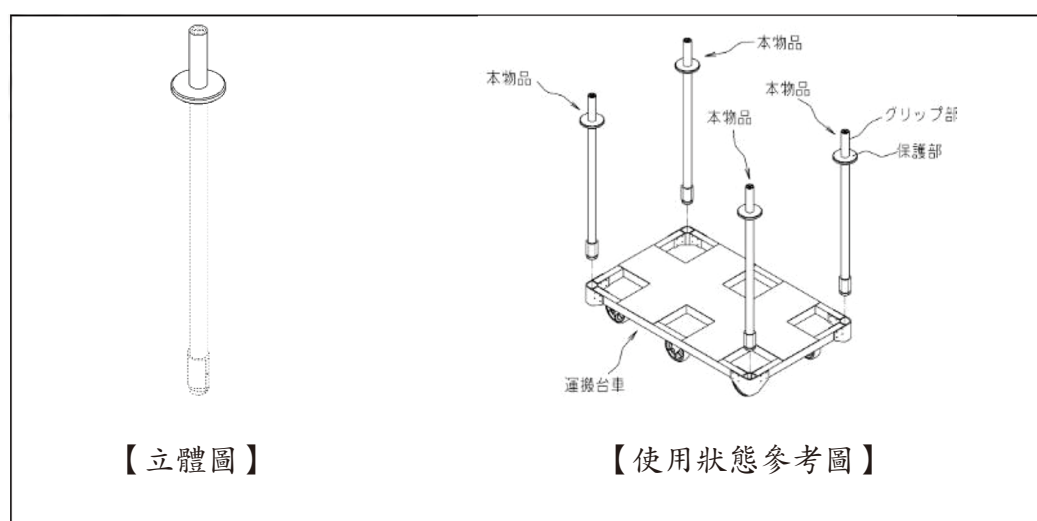 本物品
本物品
本物品
本物品
グリップ部
保護部
運搬台車
【立體圖】
【使用狀態參考圖】